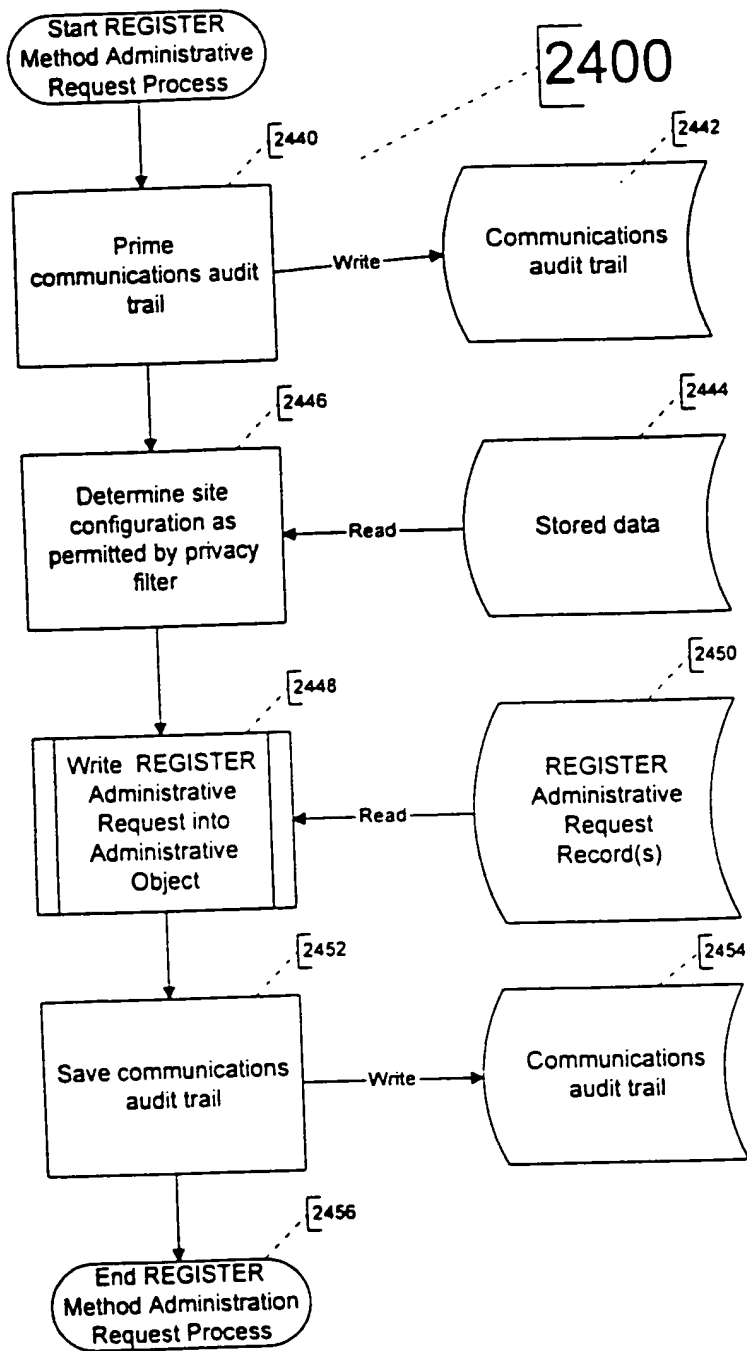 Start REGISTER
Method Administrative
Request Process
2400
2440
2442
Prime
communications audit
trail
Write
Communications
audit trail
2446
2444
Determine site
configuration as
permitted by privacy
filter
Read
Stored data
2448
2450
Write REGISTER
Administrative
Request into
Administrative
Object
Read
REGISTER
Administrative
Request
Record(s)
2452
2454
Save communications
audit trail
Write
Communications
audit trail
2456
End REGISTER
Method Administration
Request Process